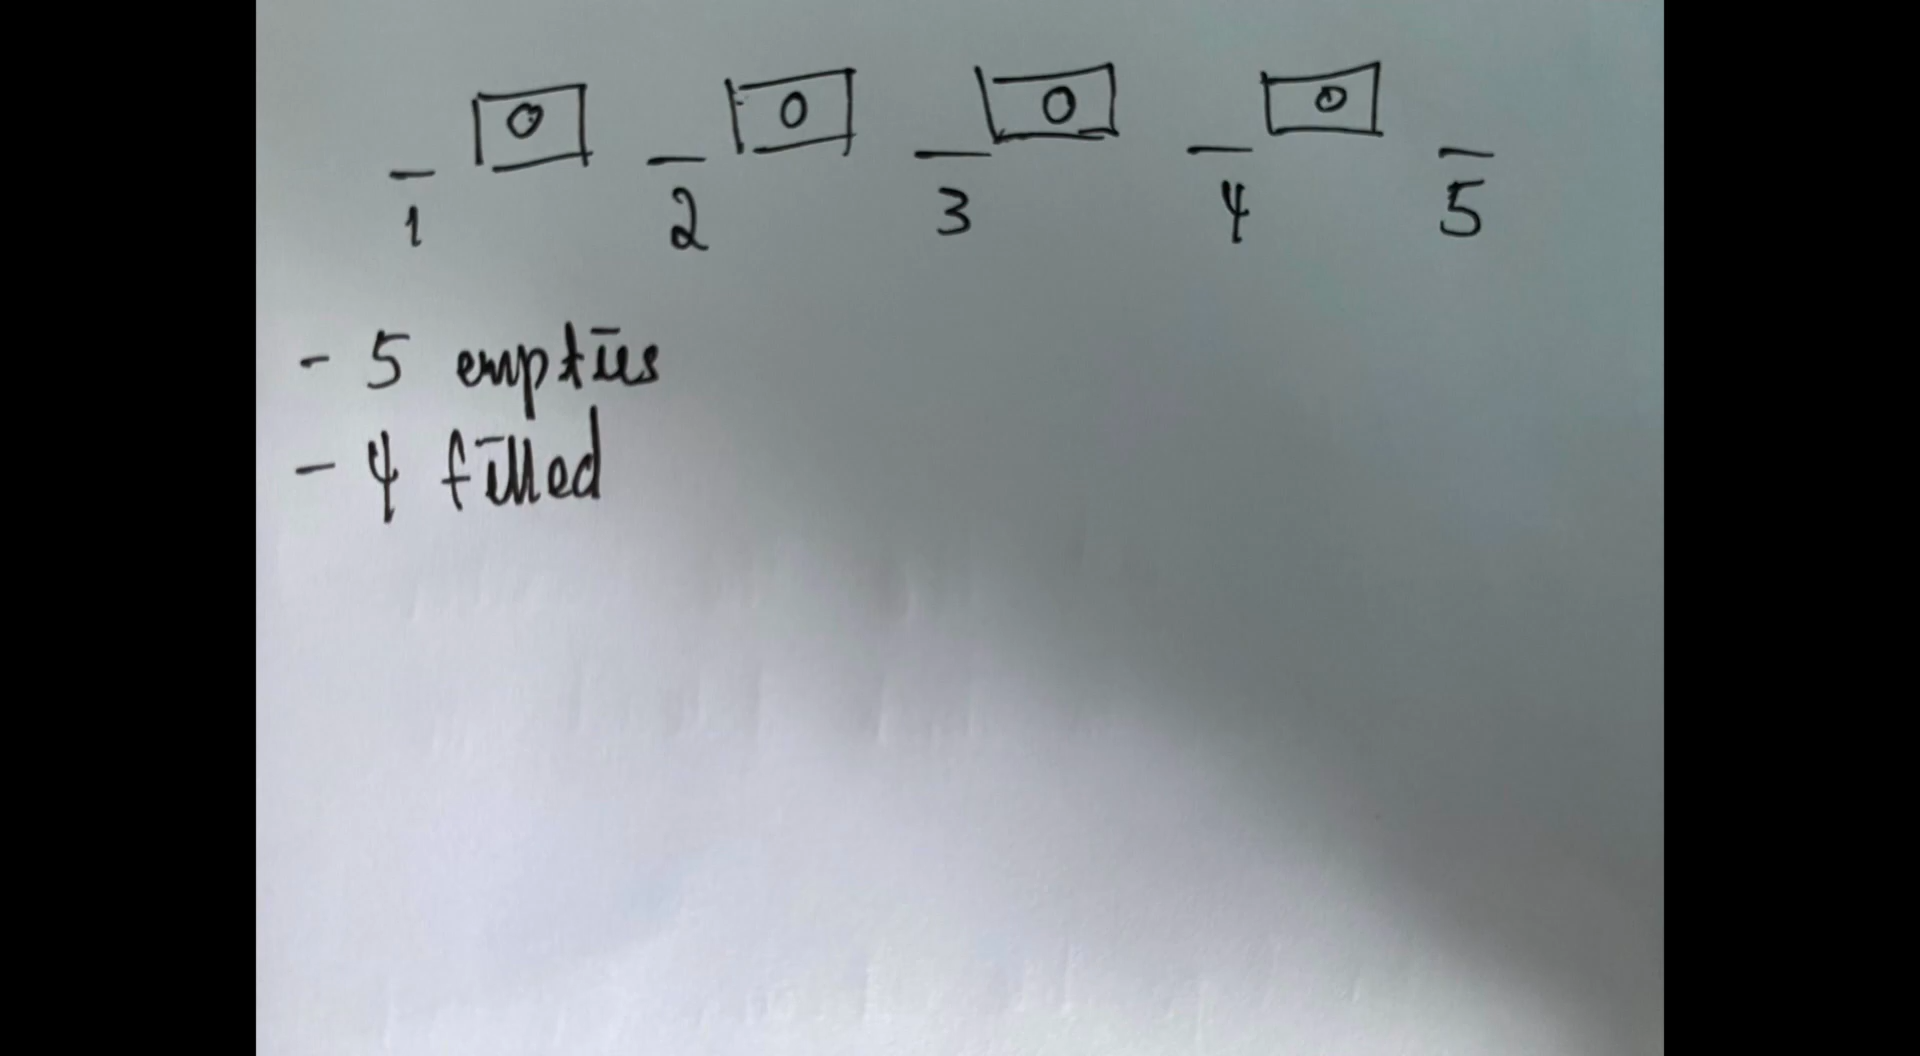 _ 0 _ 0 _ 0 _ 0 _
1 2 3 4 5
- 5 empties
- 4 filled